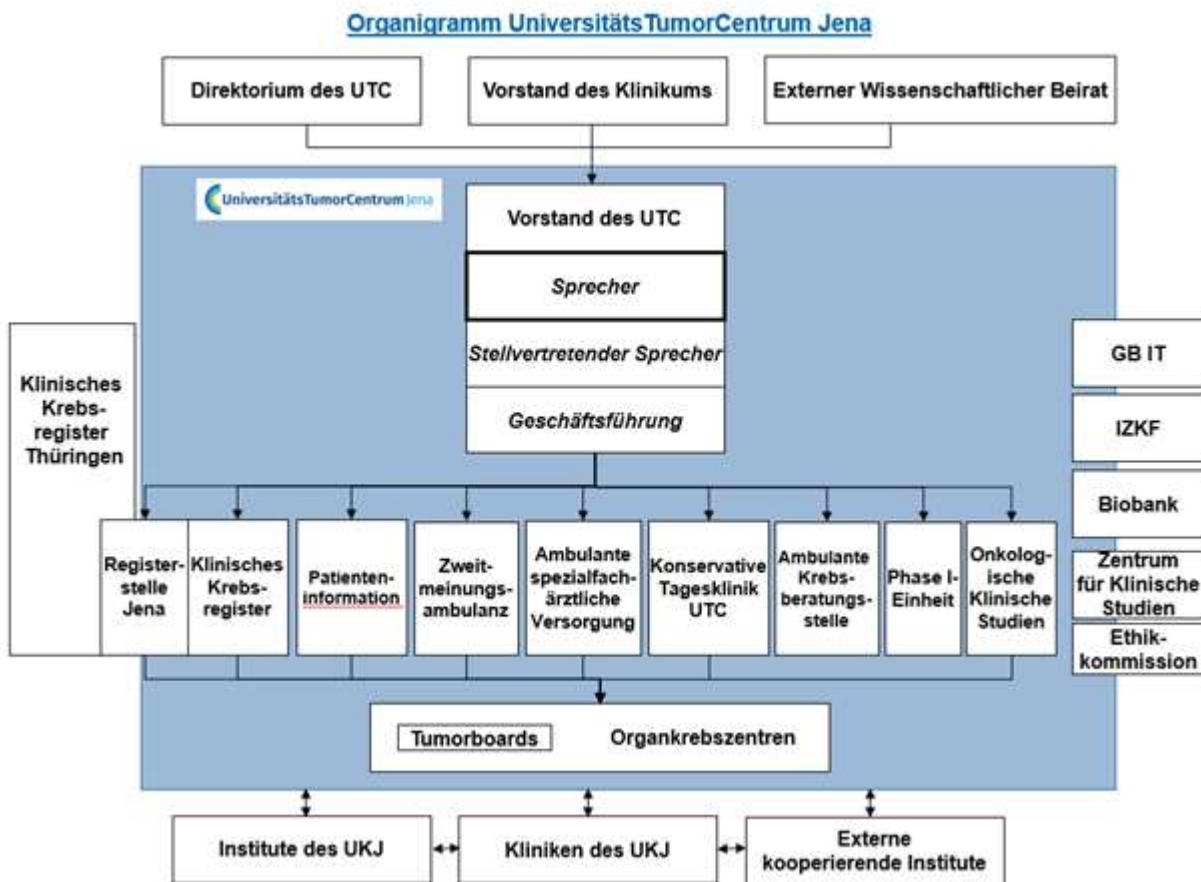 Organigramm UniversitätsTumorCentrum Jena
Direktorium des UTC
Vorstand des Klinikums
Externer Wissenschaftlicher Beirat
UniversitätsTumorCentrum Jena
Vorstand des UTC
Sprecher
Stellvertretender Sprecher
Geschäftsführung
Klinisches
Krebs-
register
Thüringen
GB IT
IZKF
Biobank
Zentrum
für Klinische
Studien
Ethik-
kommission
Register-
stelle
Jena
Klinisches
Krebs-
register
Patienten-
information
Zweit-
meinungs-
ambulanz
Ambulante
spezialfach-
ärztliche
Versorgung
Konservative
Tagesklinik
UTC
Ambulante
Krebs-
beratungs-
stelle
Phase I-
Einheit
Onkolog-
ische
Klinische
Studien
Tumorboards
Organkrebszentren
Institute des UKJ
Kliniken des UKJ
Externe
kooperierende Institute